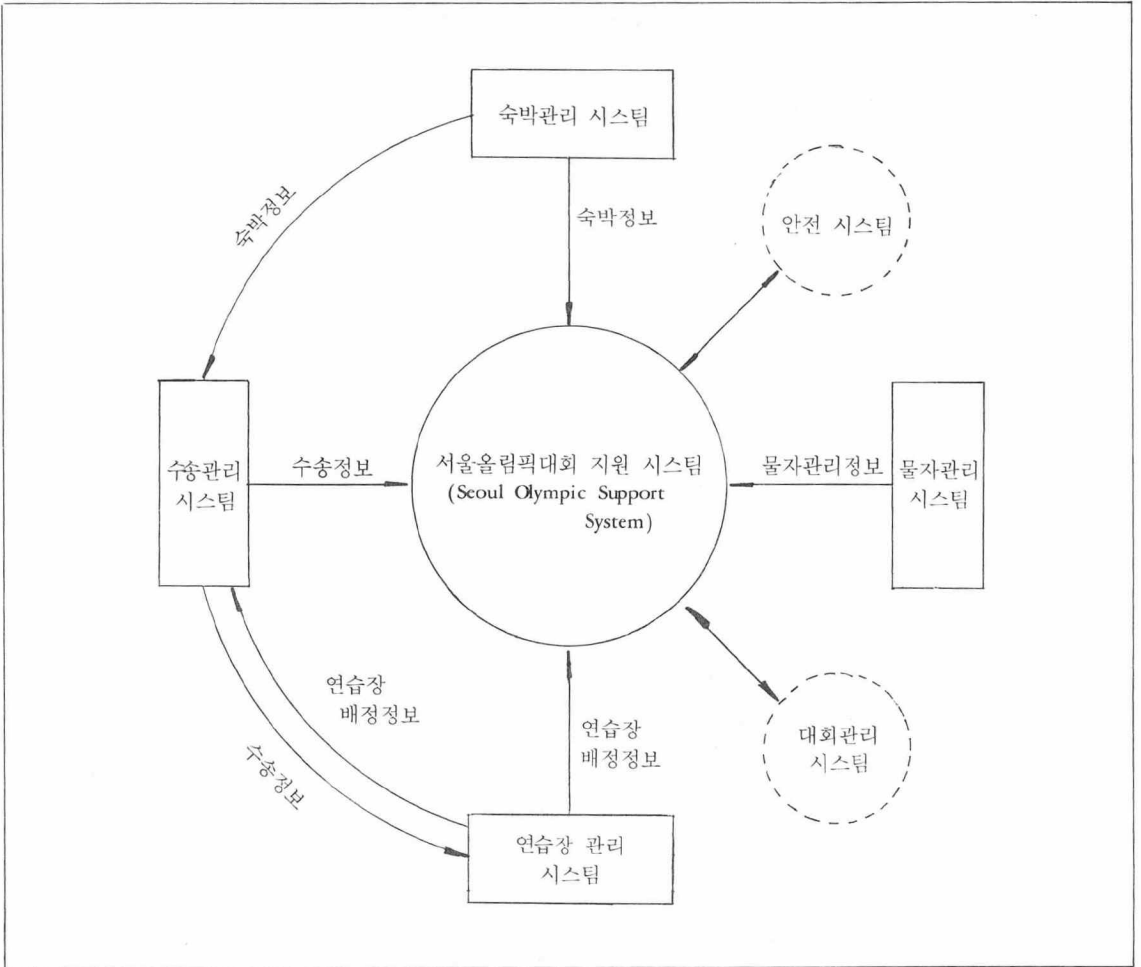 숙박관리 시스팀
숙박정보
숙박정보
안전 시스팀
수송관리
시스팀
수송정보
서울올림픽대회 지원 시스팀
(Seoul Olympic Support
System)
물자관리정보
물자관리
시스팀
연습장
배정정보
수송정보
연습장
배정정보
대회관리
시스팀
연습장 관리
시스팀